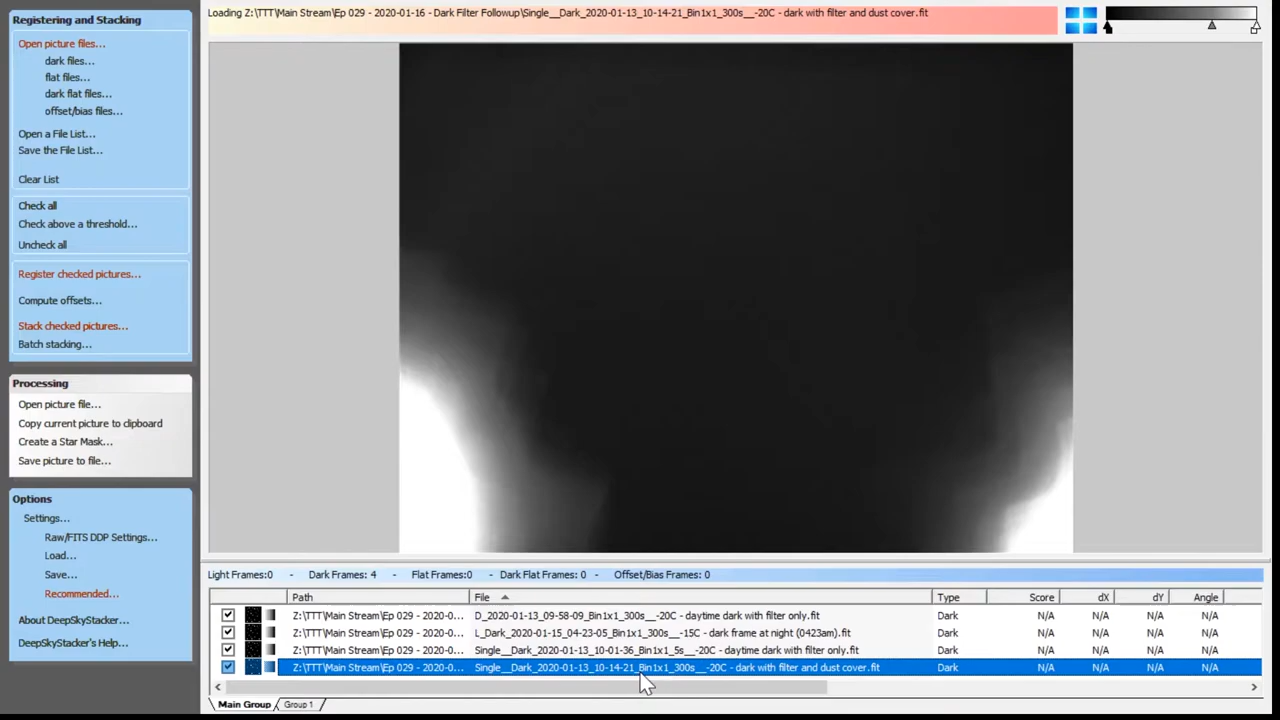 Registering and Stacking
Open picture files...
dark files...
flat files...
dark flat files...
offset/bias files...
Open a File List...
Save the File List...
Clear List
Check all
Check above a threshold...
Uncheck all
Register checked pictures...
Compute offsets...
Stack checked pictures...
Batch stacking...
Processing
Open picture file...
Copy current picture to clipboard
Create a Star Mask...
Save picture to file...
Options
Settings...
Raw/FITS DDP Settings...
Load...
Save...
Recommended...
About DeepSkyStacker...
DeepSkyStacker's Help...
Loading Z:\TTT\Main Stream\Ep 029 - 2020-01-16 - Dark Filter Followup\Single__Dark_2020-01-13_10-14-21_Bin1x1_300s__-20C - dark with filter and dust cover.fit
Light Frames:0 - Dark Frames: 4 - Flat Frames:0 - Dark Flat Frames: 0 - Offset/Bias Frames: 0
Path File Type Score dX dY Angle
Z:\TTT\Main Stream\Ep 029 - 2020-0... D_2020-01-13_09-58-09_Bin1x1_300s__-20C - daytime dark with filter only.fit Dark N/A N/A N/A N/A
Z:\TTT\Main Stream\Ep 029 - 2020-0... L_Dark_2020-01-15_04-23-05_Bin1x1_300s__-15C - dark frame at night (0423am).fit Dark N/A N/A N/A N/A
Z:\TTT\Main Stream\Ep 029 - 2020-0... Single__Dark_2020-01-13_10-01-36_Bin1x1_5s__-20C - daytime dark with filter only.fit Dark N/A N/A N/A N/A
Z:\TTT\Main Stream\Ep 029 - 2020-0... Single__Dark_2020-01-13_10-14-21_Bin1x1_300s__-20C - dark with filter and dust cover.fit Dark N/A N/A N/A N/A
Main Group Group 1